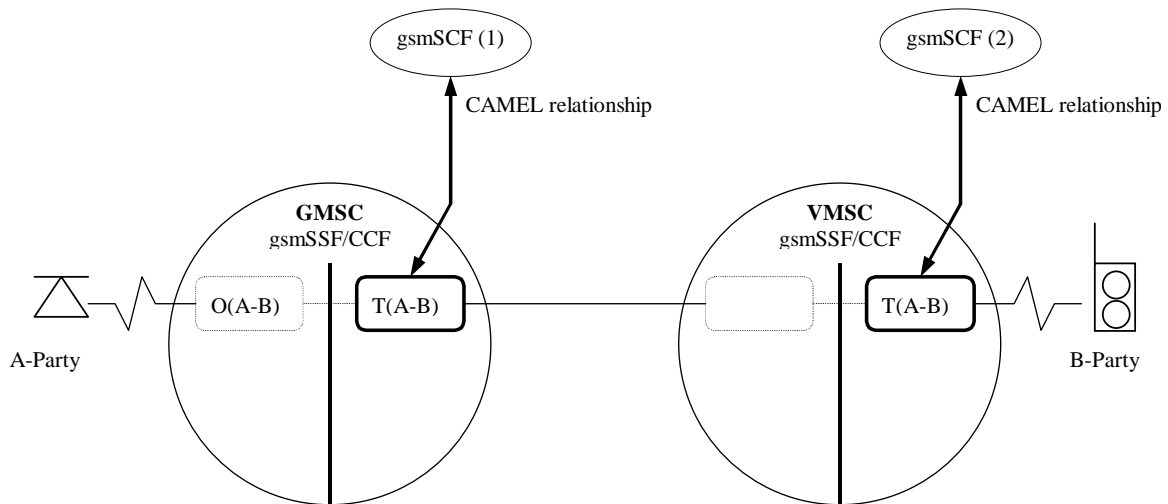 gsmSCF (1)
gsmSCF (2)
CAMEL relationship
CAMEL relationship
GMSC
gsmSSF/CCF
VMSC
gsmSSF/CCF
O(A-B)
T(A-B)
T(A-B)
A-Party
B-Party